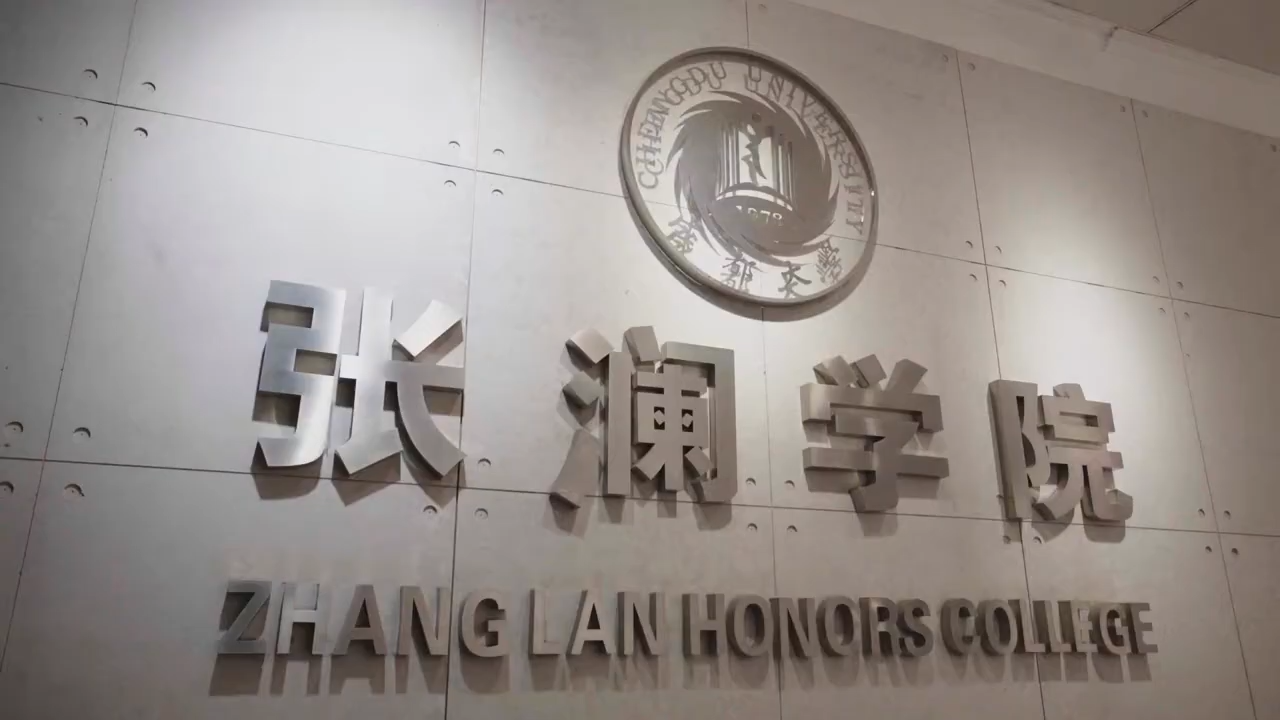 CHENGDU UNIVERSITY
1978
成都大学
张澜学院
ZHANG LAN HONORS COLLEGE